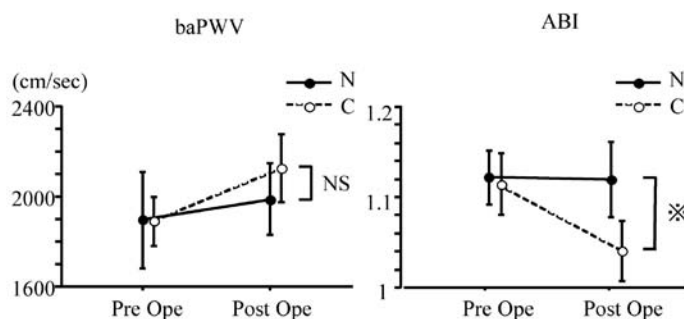 baPWV
(cm/sec)
N
C
2400
2000
1600
NS
Pre Ope
Post Ope
ABI
N
C
1.2
1.11
1
※
Pre Ope
Post Ope